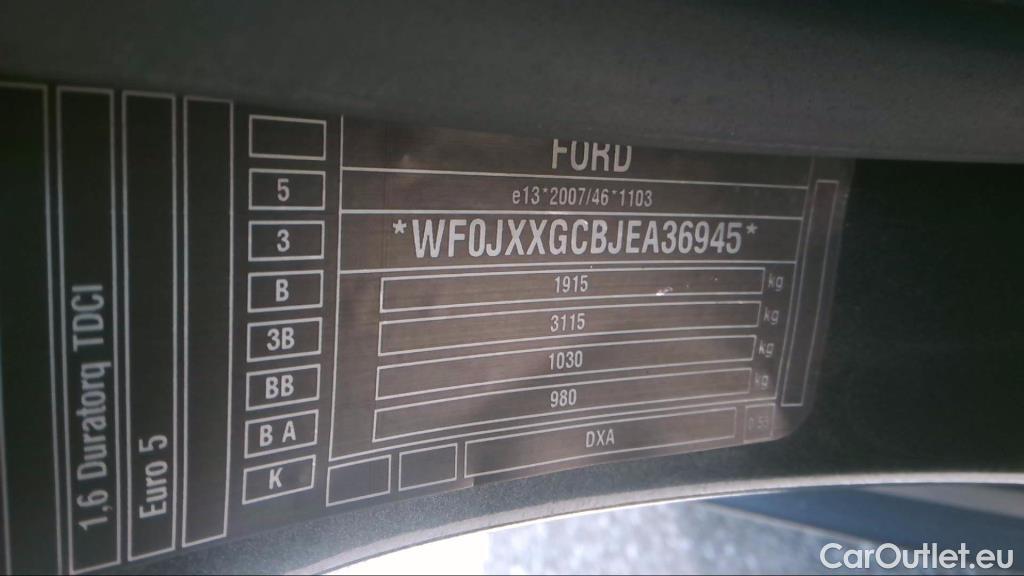 FORD
e13*2007/46*1103
*WF0JXXGCBJEA36945*
1915 kg
3115 kg
1030 kg
980 kg
DXA
5
3
B
3B
BB
B A
K
1,6 Duratorq TDCI
Euro 5
CarOutlet.eu